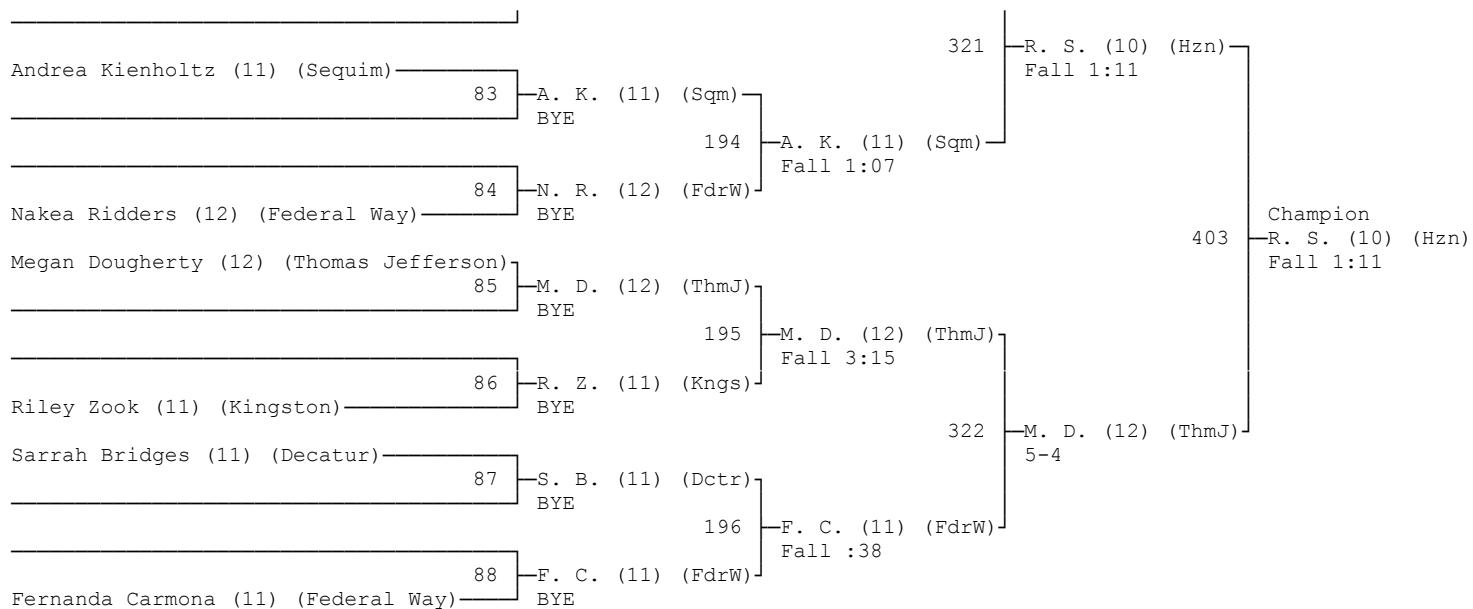 321 R. S. (10) (Hzn)
Andrea Kienholtz (11) (Sequim) Fall 1:11
83 A. K. (11) (Sqm)
BYE
194 A. K. (11) (Sqm)
Fall 1:07
84 N. R. (12) (FdrW)
Nakea Ridders (12) (Federal Way) BYE Champion
403 R. S. (10) (Hzn)
Megan Dougherty (12) (Thomas Jefferson) Fall 1:11
85 M. D. (12) (ThmJ)
BYE
195 M. D. (12) (ThmJ)
Fall 3:15
86 R. Z. (11) (Kngs)
Riley Zook (11) (Kingston) BYE
322 M. D. (12) (ThmJ)
Sarrah Bridges (11) (Decatur) 5-4
87 S. B. (11) (Dctr)
BYE
196 F. C. (11) (FdrW)
Fall :38
88 F. C. (11) (FdrW)
Fernanda Carmona (11) (Federal Way) BYE